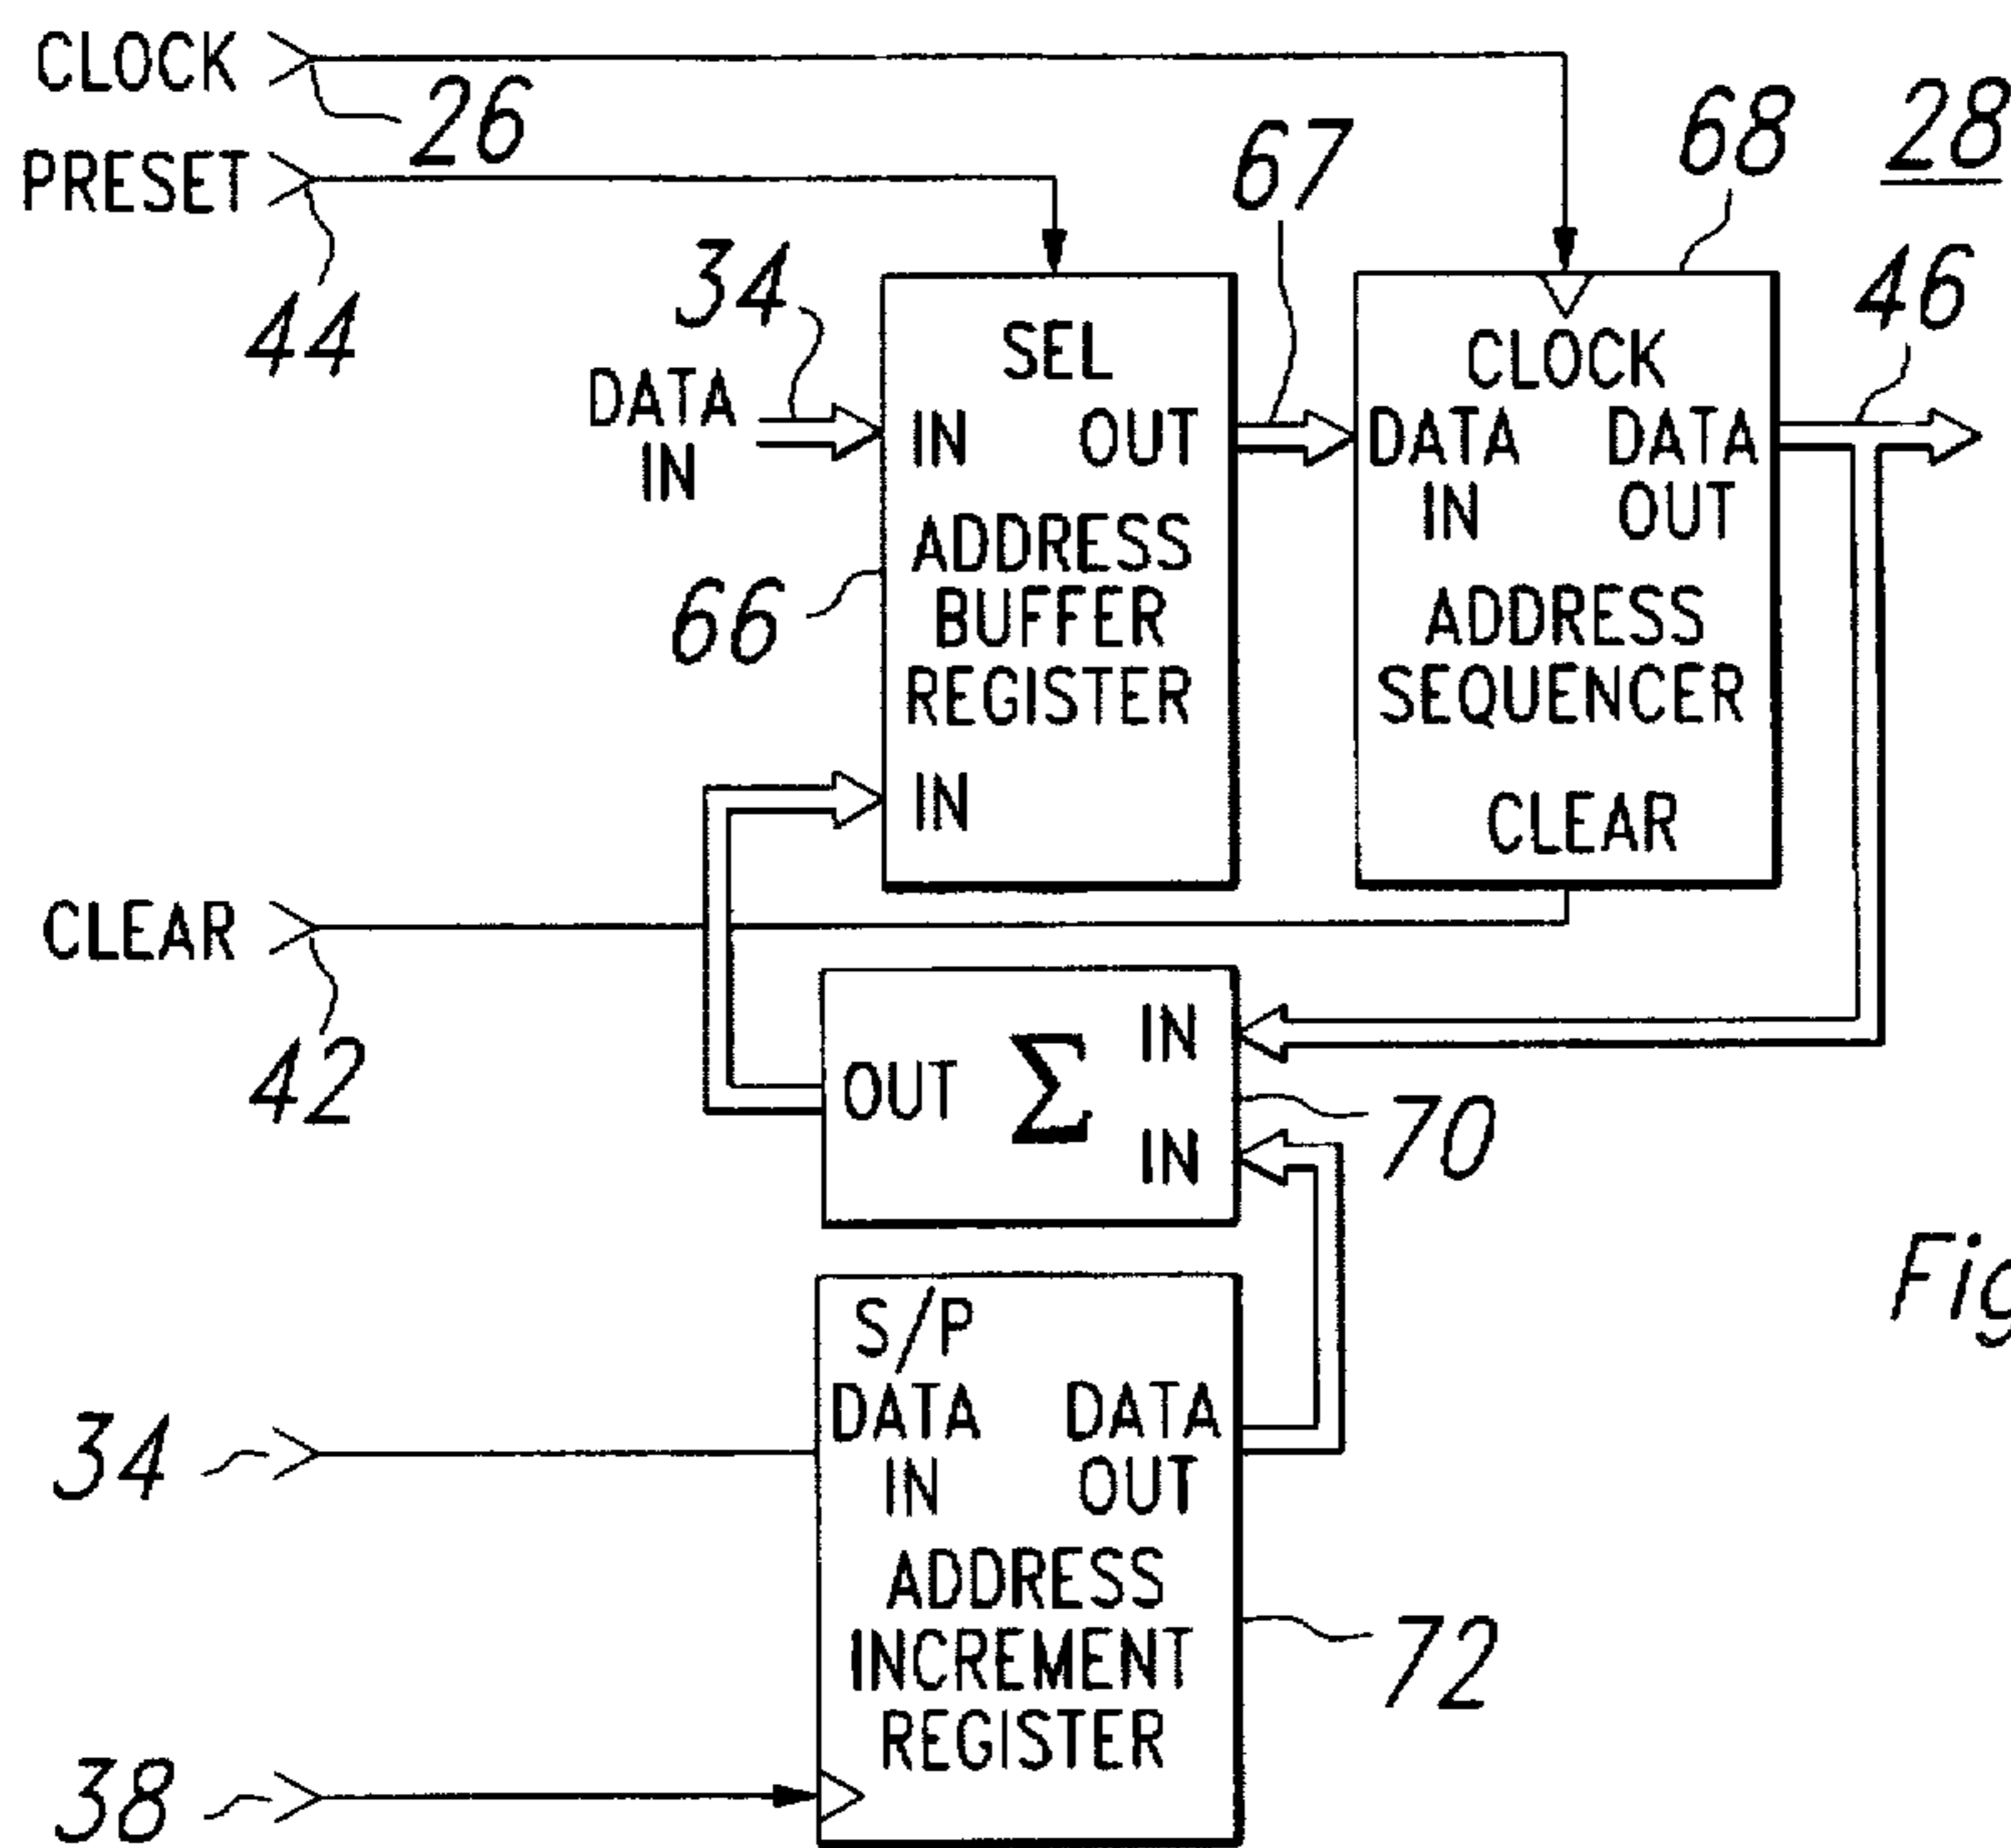 CLOCK
26
PRESET
44
67
68
28
34
46
DATA
IN
SEL
IN OUT
ADDRESS
BUFFER
REGISTER
IN
66
CLOCK
DATA DATA
IN OUT
ADDRESS
SEQUENCER
CLEAR
CLEAR
42
OUT Σ IN
IN
70
S/P
DATA DATA
IN OUT
ADDRESS
INCREMENT
REGISTER
34
72
38
Fig